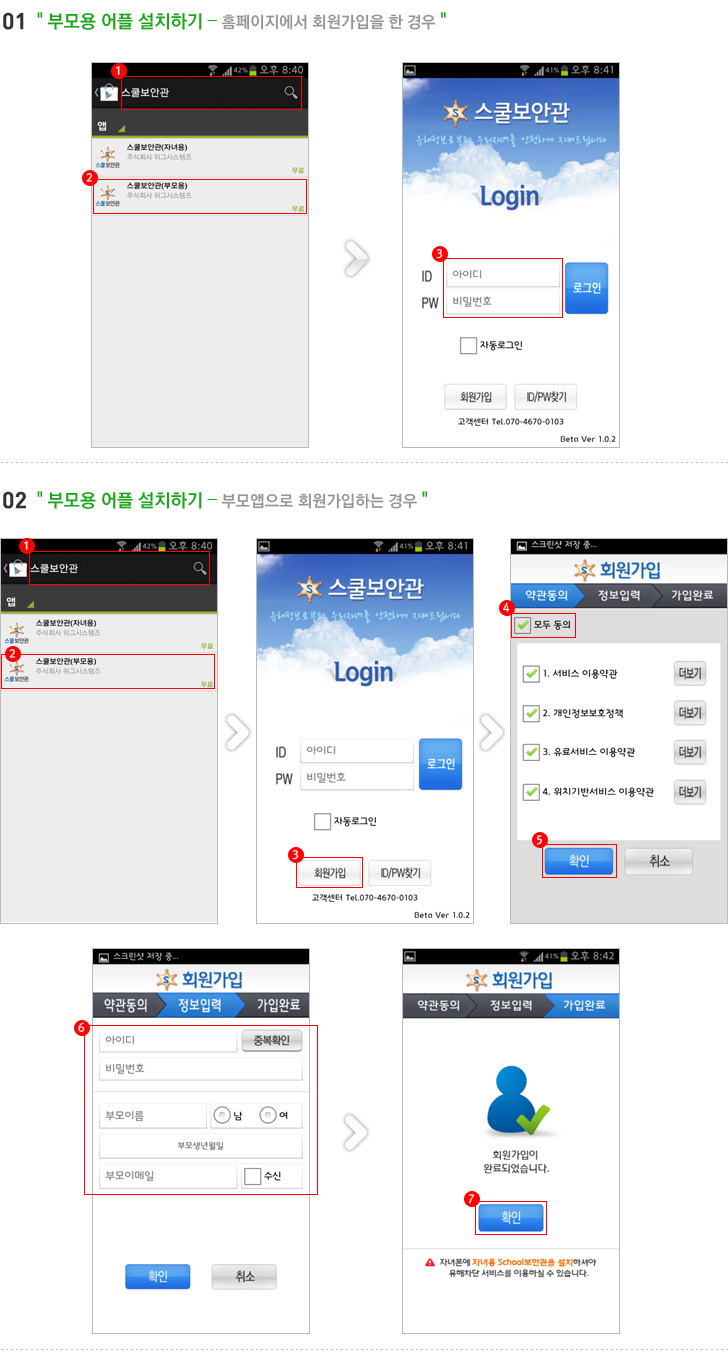 01 " 부모용 어플 설치하기 – 홈페이지에서 회원가입을 한 경우 "
1
42% 오후 8:40
스쿨보안관
앱
스쿨보안관(자녀용)
주식회사 위그시스템즈
스쿨보안관
무료
2
스쿨보안관(부모용)
주식회사 위그시스템즈
스쿨보안관
무료
41% 오후 8:41
S 스쿨보안관
유해정보로부터 우리자녀를 안전하게 지켜드립니다
Login
3
ID 아이디
PW 비밀번호
로그인
자동로그인
회원가입 ID/PW찾기
고객센터 Tel.070-4670-0103
Beta Ver 1.0.2
02 " 부모용 어플 설치하기 – 부모앱으로 회원가입하는 경우 "
1
42% 오후 8:40
스쿨보안관
앱
스쿨보안관(자녀용)
주식회사 위그시스템즈
스쿨보안관
무료
2
스쿨보안관(부모용)
주식회사 위그시스템즈
스쿨보안관
무료
41% 오후 8:41
S 스쿨보안관
유해정보로부터 우리자녀를 안전하게 지켜드립니다
Login
ID 아이디
PW 비밀번호
로그인
자동로그인
3
회원가입 ID/PW찾기
고객센터 Tel.070-4670-0103
Beta Ver 1.0.2
스크린샷 저장 중...
S 회원가입
약관동의 정보입력 가입완료
4
모두 동의
1. 서비스 이용약관 더보기
2. 개인정보보호정책 더보기
3. 유료서비스 이용약관 더보기
4. 위치기반서비스 이용약관 더보기
5
확인 취소
스크린샷 저장 중...
S 회원가입
약관동의 정보입력 가입완료
6
아이디 중복확인
비밀번호
부모이름 남 여
부모생년월일
부모이메일 수신
확인 취소
41% 오후 8:42
S 회원가입
약관동의 정보입력 가입완료
회원가입이
완료되었습니다.
7
확인
자녀폰에 자녀용 School보안관을 설치하셔야
유해차단 서비스를 이용하실 수 있습니다.